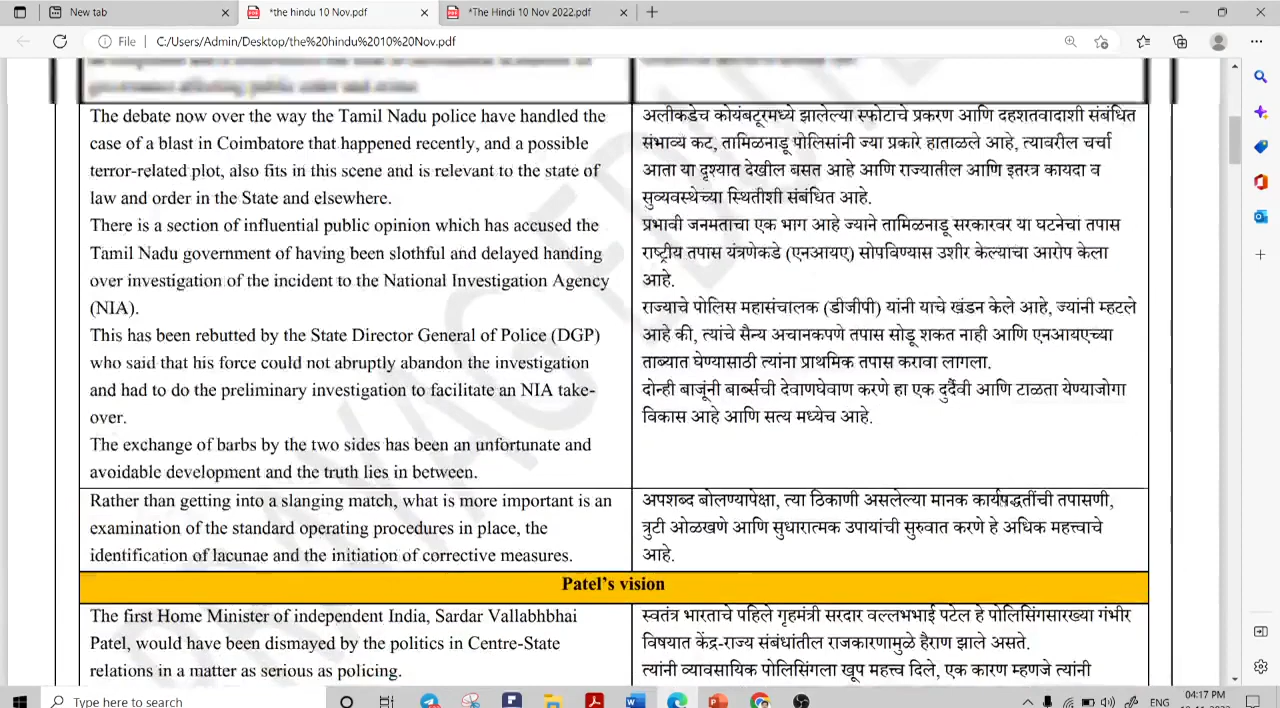 New tab
*the hindu 10 Nov.pdf
*The Hindi 10 Nov 2022.pdf
File
C:/Users/Admin/Desktop/the%20hindu%2010%20Nov.pdf
The debate now over the way the Tamil Nadu police have handled the
case of a blast in Coimbatore that happened recently, and a possible
terror-related plot, also fits in this scene and is relevant to the state of
law and order in the State and elsewhere.
There is a section of influential public opinion which has accused the
Tamil Nadu government of having been slothful and delayed handing
over investigation of the incident to the National Investigation Agency
(NIA).
This has been rebutted by the State Director General of Police (DGP)
who said that his force could not abruptly abandon the investigation
and had to do the preliminary investigation to facilitate an NIA take-
over.
The exchange of barbs by the two sides has been an unfortunate and
avoidable development and the truth lies in between.
अलीकडेच कोयंबटूरमध्ये झालेल्या स्फोटाचे प्रकरण आणि दहशतवादाशी संबंधित
संभाव्य कट, तामिळनाडू पोलिसांनी ज्या प्रकारे हाताळले आहे, त्यावरील चर्चा
आता या दृश्यात देखील बसत आहे आणि राज्यातील आणि इतरत्र कायदा व
सुव्यवस्थेच्या स्थितीशी संबंधित आहे.
प्रभावी जनमताचा एक भाग आहे ज्याने तामिळनाडू सरकारवर या घटनेचा तपास
राष्ट्रीय तपास यंत्रणेकडे (एनआयए) सोपविण्यास उशीर केल्याचा आरोप केला
आहे.
राज्याचे पोलिस महासंचालक (डीजीपी) यांनी याचे खंडन केले आहे, ज्यांनी म्हटले
आहे की, त्यांचे सैन्य अचानकपणे तपास सोडू शकत नाही आणि एनआयएच्या
ताब्यात घेण्यासाठी त्यांना प्राथमिक तपास करावा लागला.
दोन्ही बाजूंनी बार्ब्सची देवाणघेवाण करणे हा एक दुर्दैवी आणि टाळता येण्याजोगा
विकास आहे आणि सत्य मध्येच आहे.
Rather than getting into a slanging match, what is more important is an
examination of the standard operating procedures in place, the
identification of lacunae and the initiation of corrective measures.
अपशब्द बोलण्यापेक्षा, त्या ठिकाणी असलेल्या मानक कार्यपद्धतींची तपासणी,
त्रुटी ओळखणे आणि सुधारात्मक उपायांची सुरुवात करणे हे अधिक महत्त्वाचे
आहे.
Patel's vision
The first Home Minister of independent India, Sardar Vallabhbhai
Patel, would have been dismayed by the politics in Centre-State
relations in a matter as serious as policing.
स्वतंत्र भारताचे पहिले गृहमंत्री सरदार वल्लभभाई पटेल हे पोलिसिंगसारख्या गंभीर
विषयात केंद्र-राज्य संबंधांतील राजकारणामुळे हैराण झाले असते.
त्यांनी व्यावसायिक पोलिसिंगला खूप महत्त्व दिले, एक कारण म्हणजे त्यांनी
Type here to search
ENG
04:17 PM